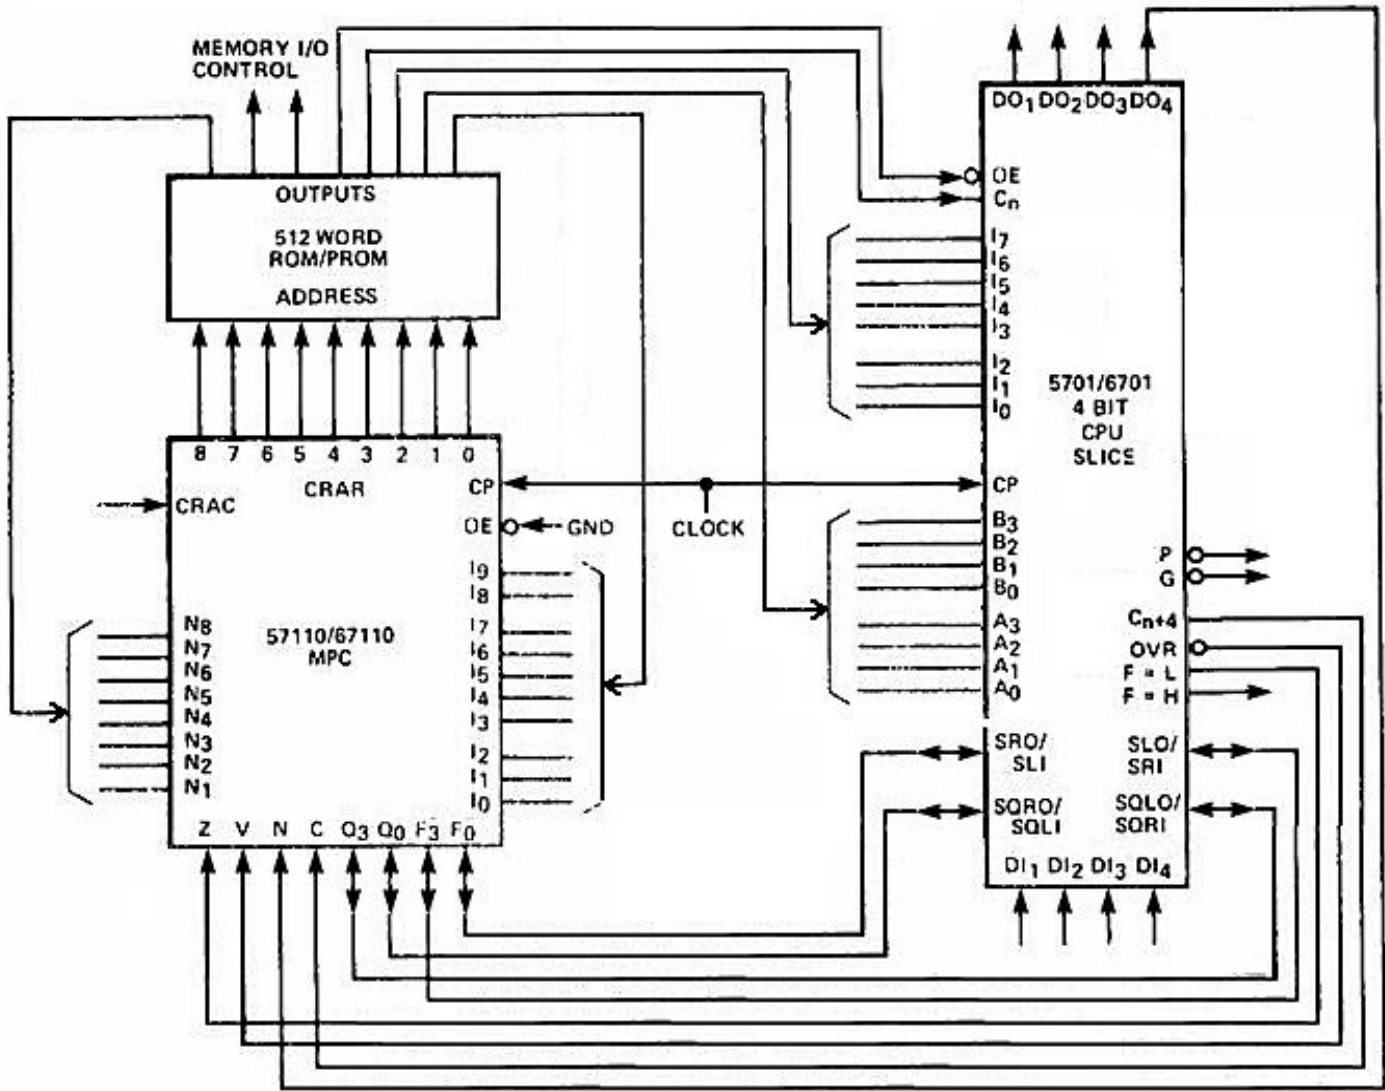 MEMORY I/O
CONTROL
OUTPUTS
512 WORD
ROM/PROM
ADDRESS
8 7 6 5 4 3 2 1 0
CRAR
CRAC
CP
OE
GND
CLOCK
57110/67110
MPC
N8
N7
N6
N5
N4
N3
N2
N1
I9
I8
I7
I6
I5
I4
I3
I2
I1
I0
Z V N C Q3 Q0 F3 F0
DO1 DO2 DO3 DO4
OE
Cn
I7
I6
I5
I4
I3
I2
I1
I0
5701/6701
4 BIT
CPU
SLICE
CP
B3
B2
B1
B0
A3
A2
A1
A0
P
G
Cn+4
OVR
F = L
F = H
SRO/
SLI
SLO/
SRI
SQRO/
SQLI
SQLO/
SQRI
DI1 DI2 DI3 DI4